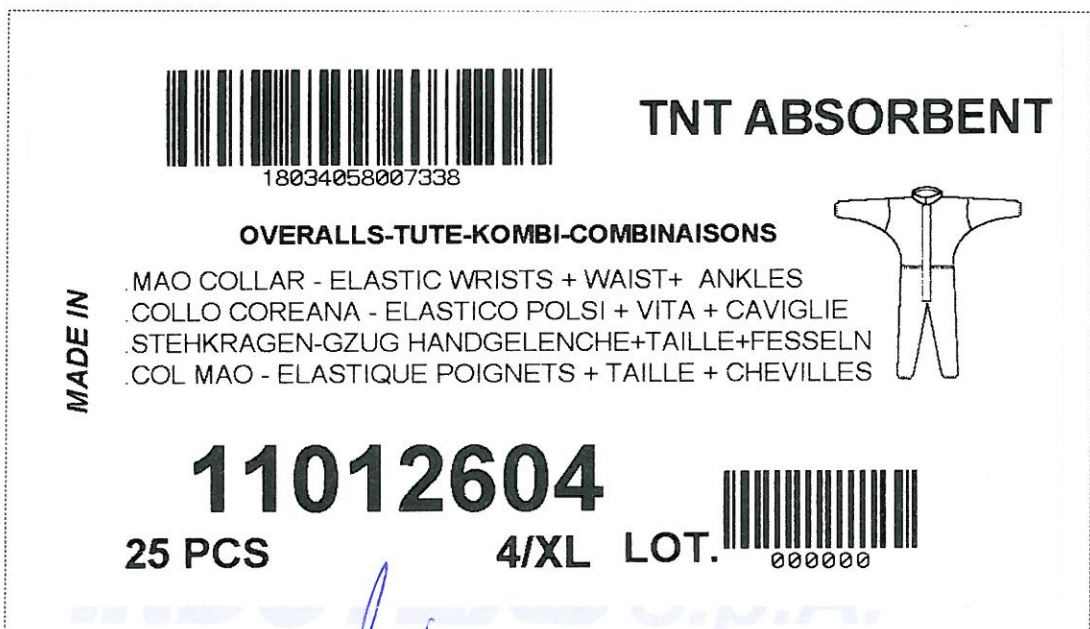 TNT ABSORBENT
18034058007338
OVERALLS-TUTE-KOMBI-COMBINAISONS
.MAO COLLAR - ELASTIC WRISTS + WAIST+ ANKLES
.COLLO COREANA - ELASTICO POLSI + VITA + CAVIGLIE
.STEHKRAGEN-GZUG HANDGELENCHE+TAILLE+FESSELN
.COL MAO - ELASTIQUE POIGNETS + TAILLE + CHEVILLES
MADE IN
11012604
25 PCS 4/XL LOT.
000000